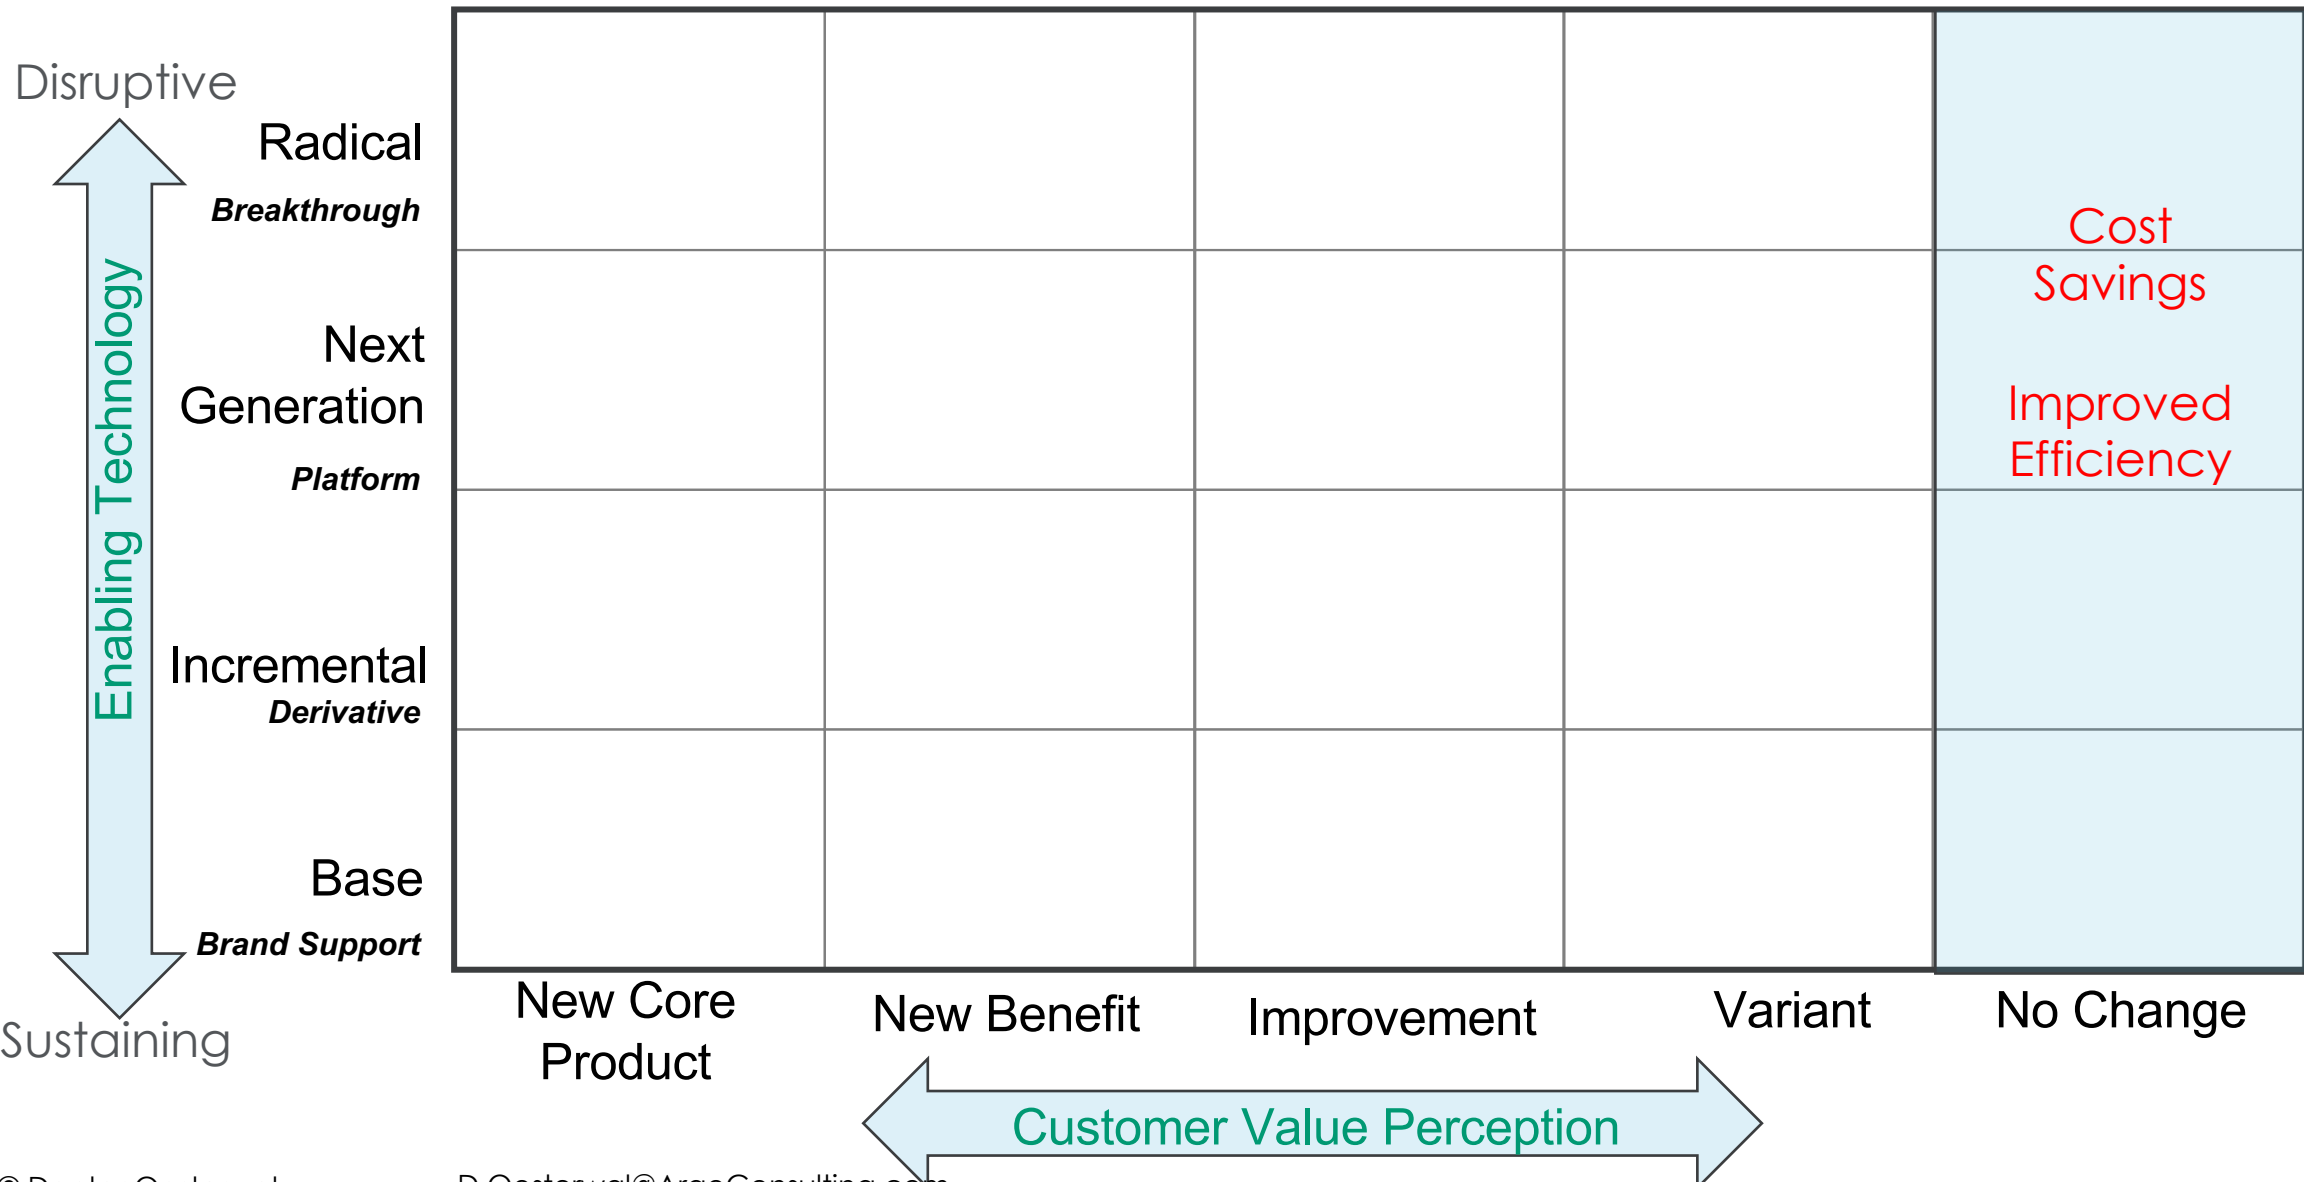 Disruptive
Radical
Breakthrough
Cost
Savings
Enabling Technology
Next
Generation
Platform
Improved
Efficiency
Incremental
Derivative
Base
Brand Support
Sustaining
New Core
Product
New Benefit
Improvement
Variant
No Change
Customer Value Perception